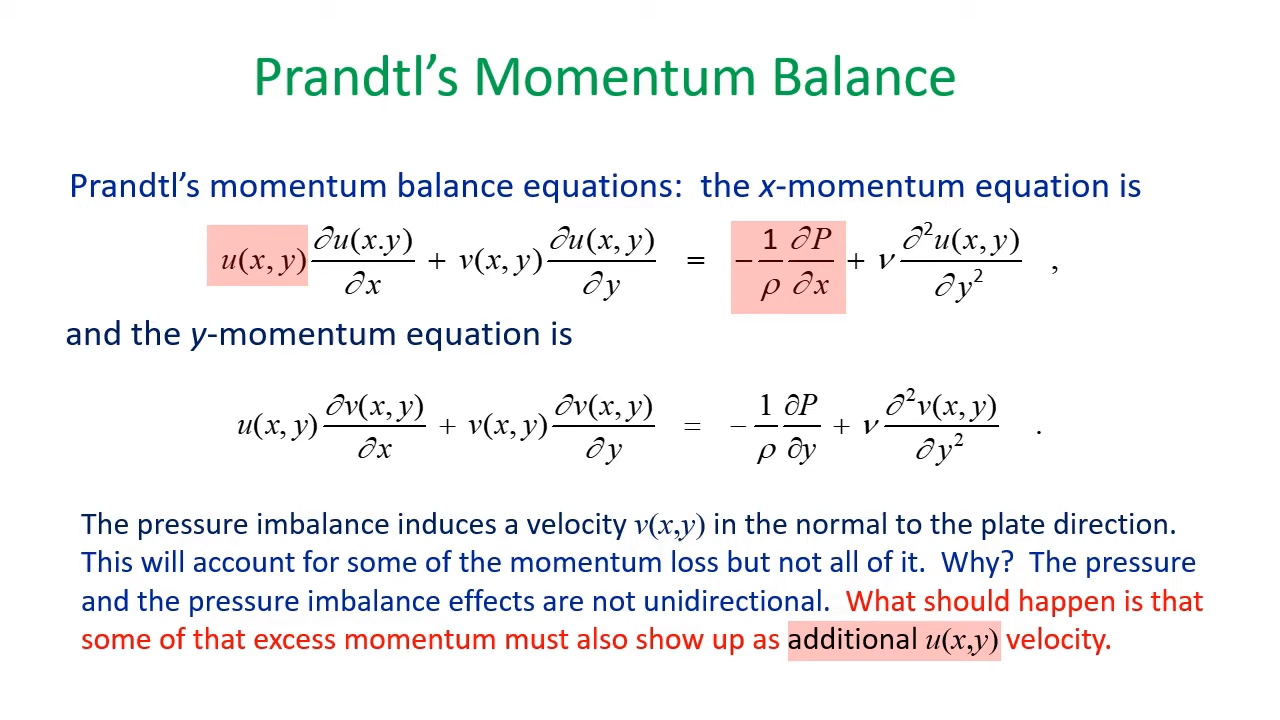 Prandtl’s Momentum Balance
Prandtl’s momentum balance equations:  the x-momentum equation is
u(x, y) ∂u(x.y)/∂x + v(x, y) ∂u(x, y)/∂y = − 1/ρ ∂P/∂x + ν ∂²u(x, y)/∂y² ,
and the y-momentum equation is
u(x, y) ∂v(x, y)/∂x + v(x, y) ∂v(x, y)/∂y = − 1/ρ ∂P/∂y + ν ∂²v(x, y)/∂y² .
The pressure imbalance induces a velocity v(x,y) in the normal to the plate direction.
This will account for some of the momentum loss but not all of it.  Why?  The pressure
and the pressure imbalance effects are not unidirectional.  What should happen is that
some of that excess momentum must also show up as additional u(x,y) velocity.